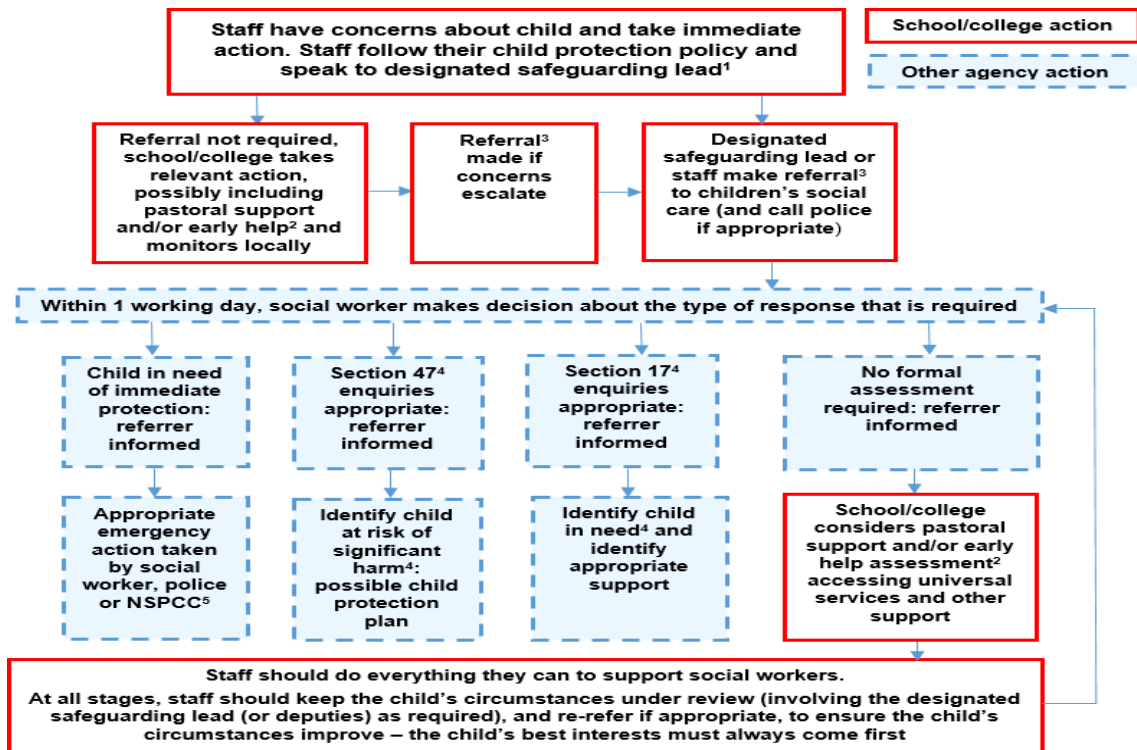 Staff have concerns about child and take immediate
action. Staff follow their child protection policy and
speak to designated safeguarding lead¹
School/college action
Other agency action
Referral not required,
school/college takes
relevant action,
possibly including
pastoral support
and/or early help² and
monitors locally
Referral³
made if
concerns
escalate
Designated
safeguarding lead or
staff make referral³
to children’s social
care (and call police
if appropriate)
Within 1 working day, social worker makes decision about the type of response that is required
Child in need
of immediate
protection:
referrer
informed
Section 47⁴
enquiries
appropriate:
referrer
informed
Section 17⁴
enquiries
appropriate:
referrer
informed
No formal
assessment
required: referrer
informed
Appropriate
emergency
action taken
by social
worker, police
or NSPCC⁵
Identify child
at risk of
significant
harm⁴:
possible child
protection
plan
Identify child
in need⁴ and
identify
appropriate
support
School/college
considers pastoral
support and/or early
help assessment²
accessing universal
services and other
support
Staff should do everything they can to support social workers.
At all stages, staff should keep the child’s circumstances under review (involving the designated
safeguarding lead (or deputies) as required), and re-refer if appropriate, to ensure the child’s
circumstances improve – the child’s best interests must always come first